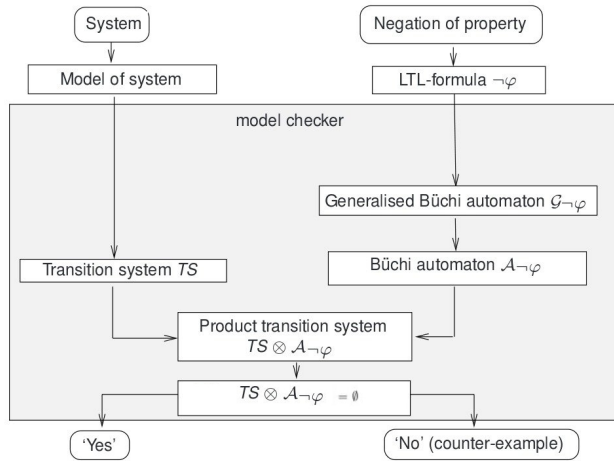 System
Negation of property
Model of system
LTL-formula ¬φ
model checker
Generalised Büchi automaton 𝒢¬φ
Transition system TS
Büchi automaton 𝒜¬φ
Product transition system
TS ⊗ 𝒜¬φ
TS ⊗ 𝒜¬φ = ∅
‘Yes’
‘No’ (counter-example)